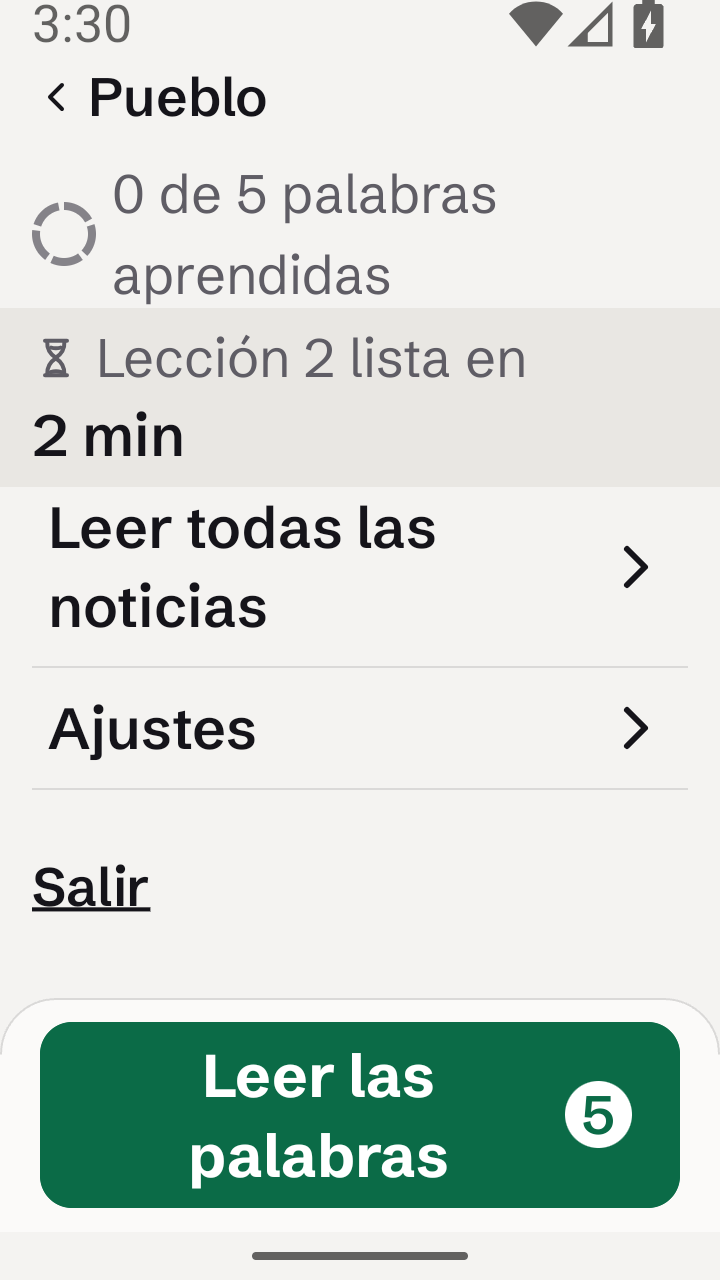 3:30
Pueblo
0 de 5 palabras
aprendidas
Lección 2 lista en
2 min
Leer todas las
noticias
Ajustes
Salir
Leer las
palabras
5